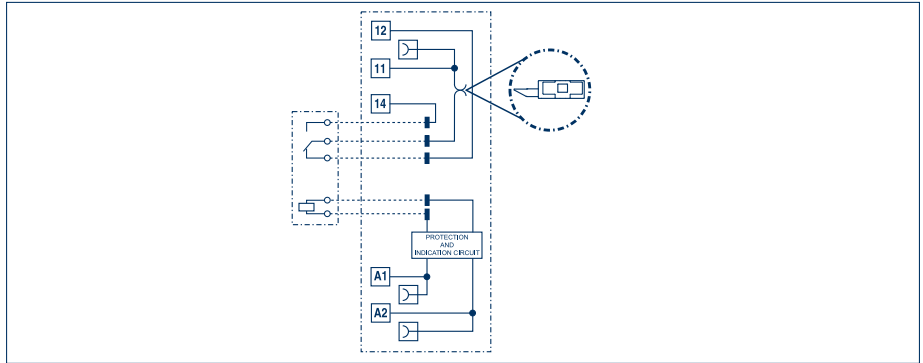 12
11
14
PROTECTION
AND
INDICATION CIRCUIT
A1
A2